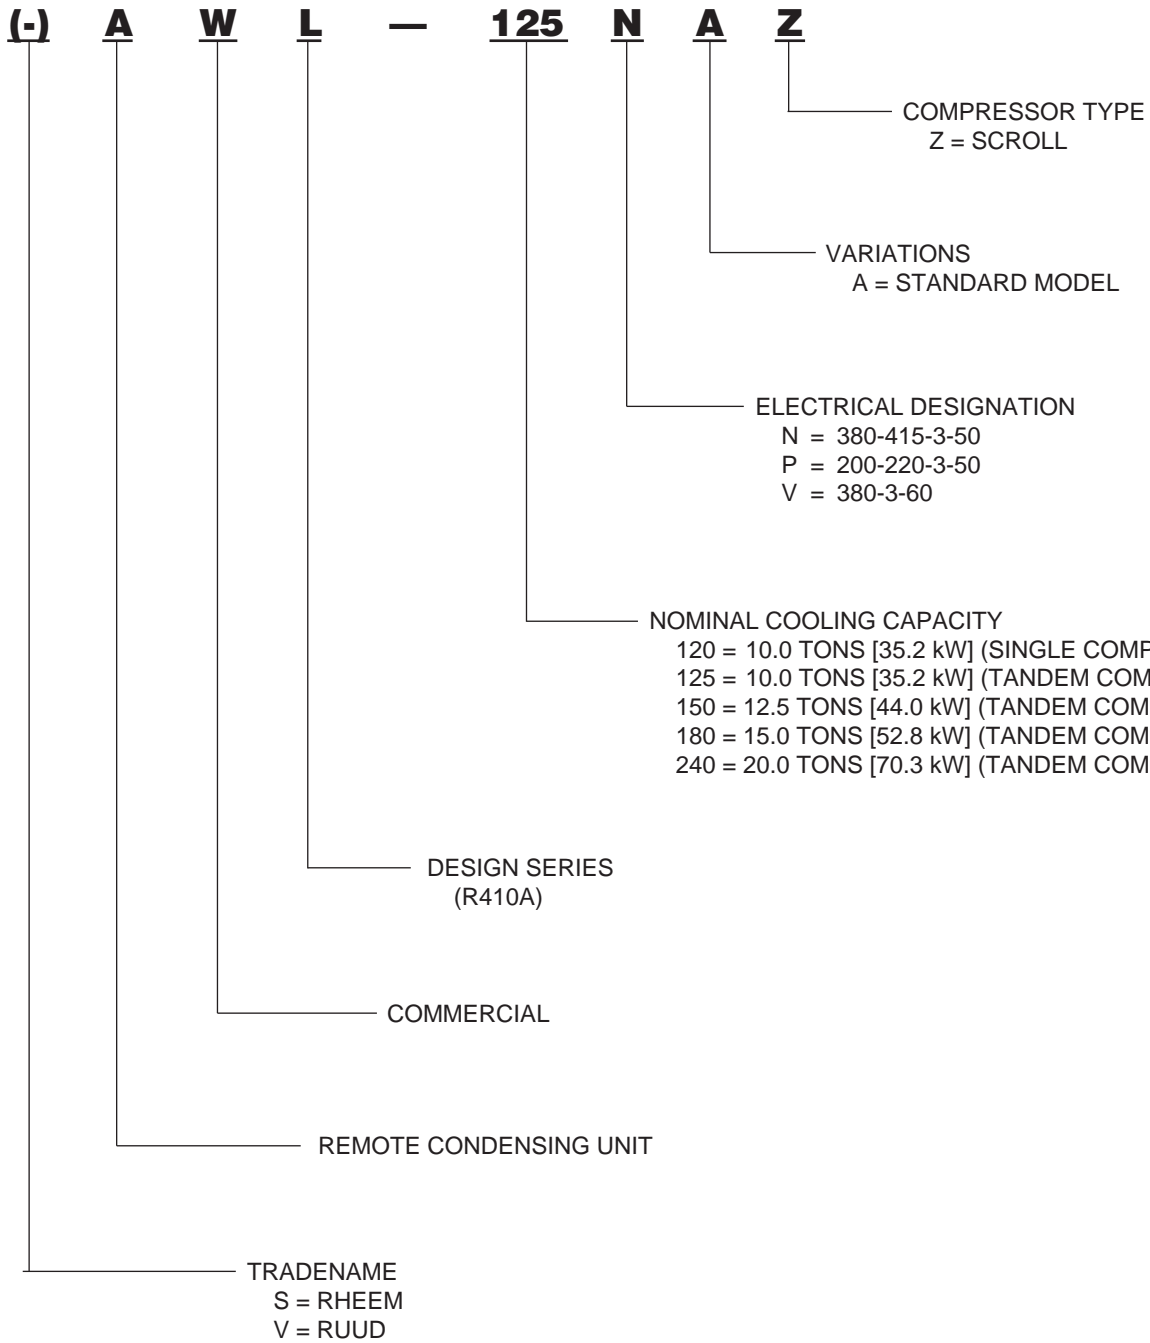 (-) A W L — 125 N A Z
COMPRESSOR TYPE
Z = SCROLL
VARIATIONS
A = STANDARD MODEL
ELECTRICAL DESIGNATION
N = 380-415-3-50
P = 200-220-3-50
V = 380-3-60
NOMINAL COOLING CAPACITY
120 = 10.0 TONS [35.2 kW] (SINGLE
125 = 10.0 TONS [35.2 kW] (TANDEM
150 = 12.5 TONS [44.0 kW] (TANDEM
180 = 15.0 TONS [52.8 kW] (TANDEM
240 = 20.0 TONS [70.3 kW] (TANDEM
DESIGN SERIES
(R410A)
COMMERCIAL
REMOTE CONDENSING UNIT
TRADENAME
S = RHEEM
V = RUUD